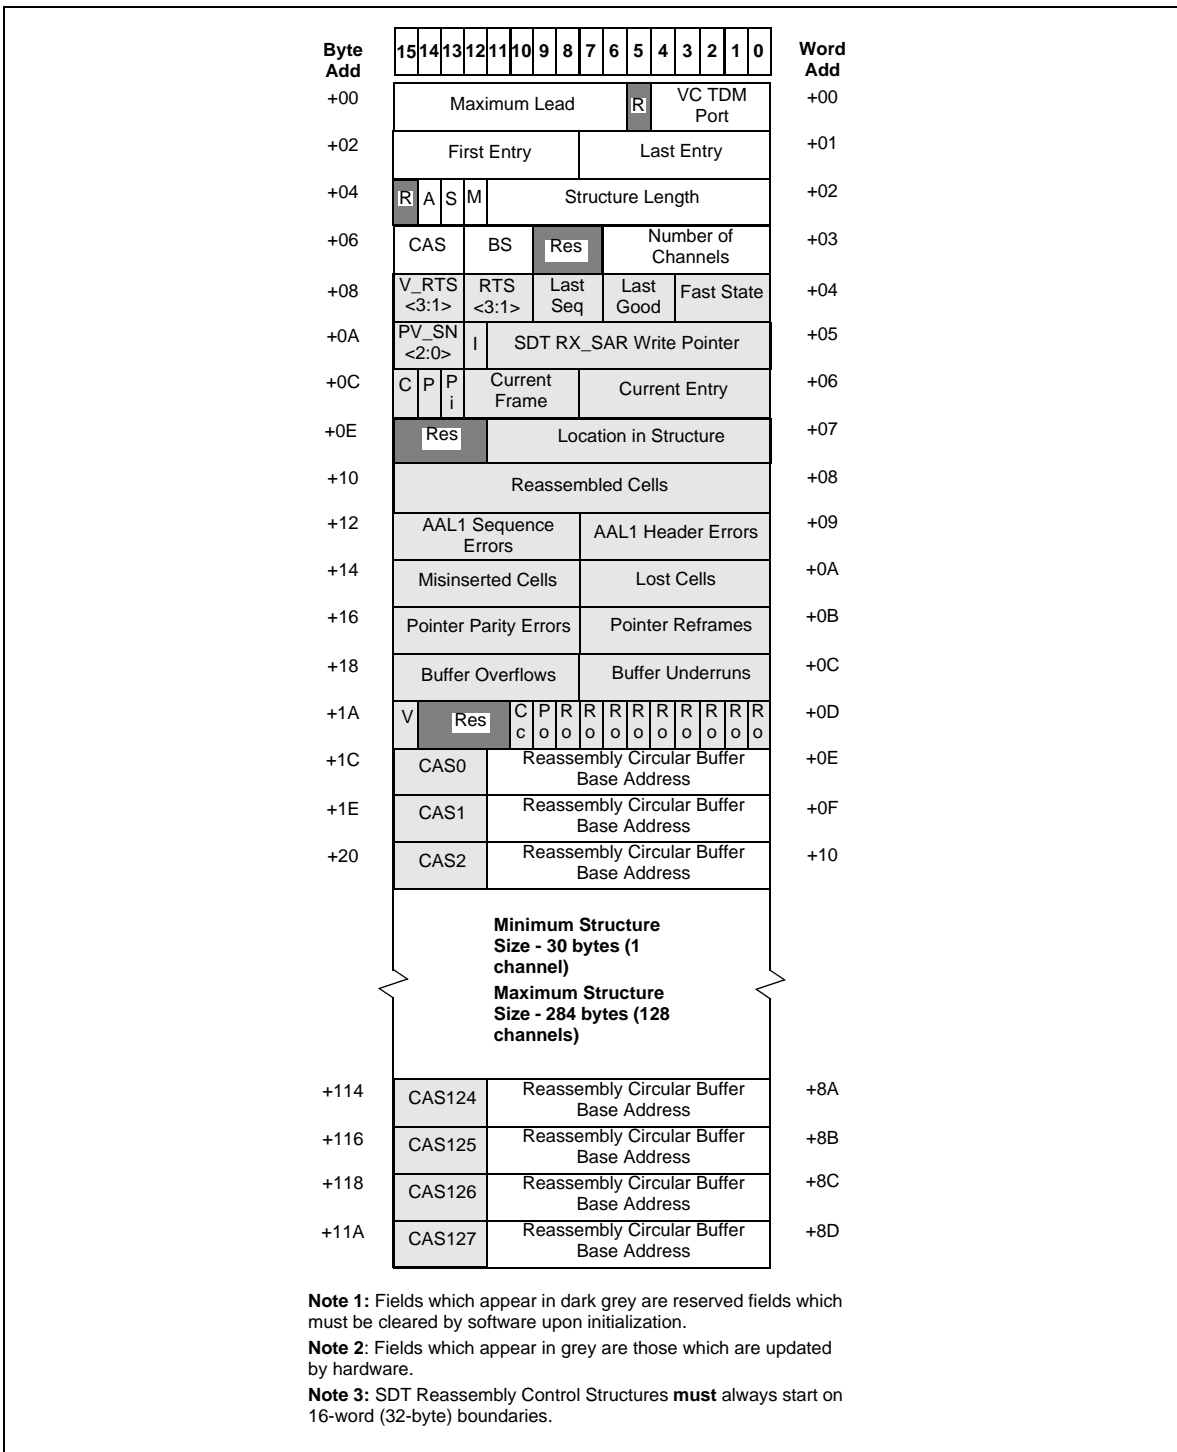 Byte Add 15 14 13 12 11 10 9 8 7 6 5 4 3 2 1 0 Word Add
+00 Maximum Lead R VC TDM Port +00
+02 First Entry Last Entry +01
+04 R A S M Structure Length +02
+06 CAS BS Res Number of Channels +03
+08 V_RTS <3:1> RTS <3:1> Last Seq Last Good Fast State +04
+0A PV_SN <2:0> I SDT RX_SAR Write Pointer +05
+0C C P Pi Current Frame Current Entry +06
+0E Res Location in Structure +07
+10 Reassembled Cells +08
+12 AAL1 Sequence Errors AAL1 Header Errors +09
+14 Misinserted Cells Lost Cells +0A
+16 Pointer Parity Errors Pointer Reframes +0B
+18 Buffer Overflows Buffer Underruns +0C
+1A V Res Cc Po Ro Ro Ro Ro Ro Ro Ro Ro Ro +0D
+1C CAS0 Reassembly Circular Buffer Base Address +0E
+1E CAS1 Reassembly Circular Buffer Base Address +0F
+20 CAS2 Reassembly Circular Buffer Base Address +10
Minimum Structure
Size - 30 bytes (1
channel)
Maximum Structure
Size - 284 bytes (128
channels)
+114 CAS124 Reassembly Circular Buffer Base Address +8A
+116 CAS125 Reassembly Circular Buffer Base Address +8B
+118 CAS126 Reassembly Circular Buffer Base Address +8C
+11A CAS127 Reassembly Circular Buffer Base Address +8D
Note 1: Fields which appear in dark grey are reserved fields which
must be cleared by software upon initialization.
Note 2: Fields which appear in grey are those which are updated
by hardware.
Note 3: SDT Reassembly Control Structures must always start on
16-word (32-byte) boundaries.